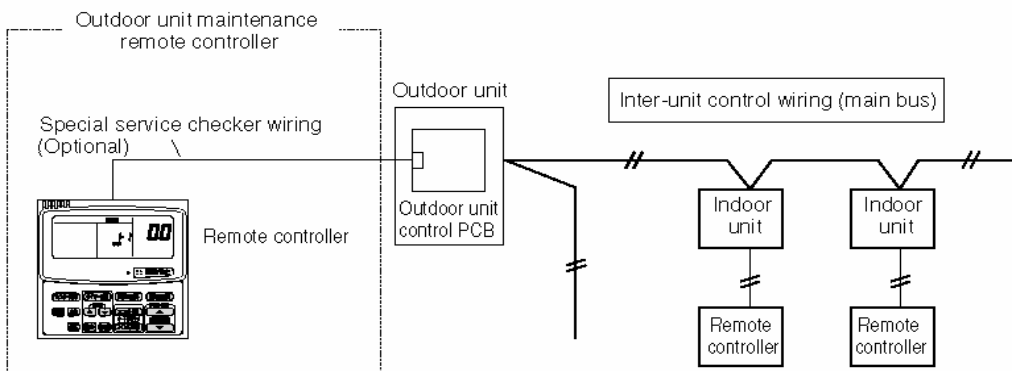 Outdoor unit maintenance
remote controller
Special service checker wiring
(Optional)
Remote controller
00
Outdoor unit
Outdoor unit
control PCB
Inter-unit control wiring (main bus)
Indoor
unit
Indoor
unit
Remote
controller
Remote
controller